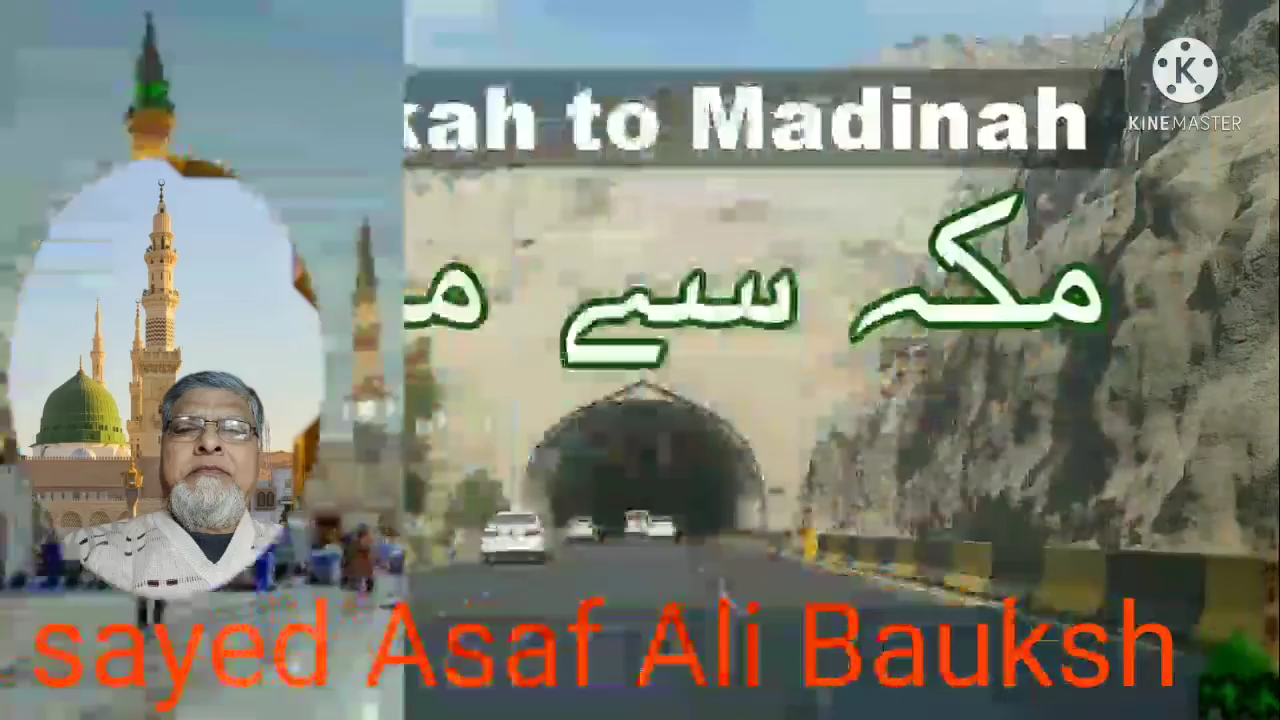 kah to Madinah
KINEMASTER
مکہ سے م
sayed Asaf Ali Bauksh